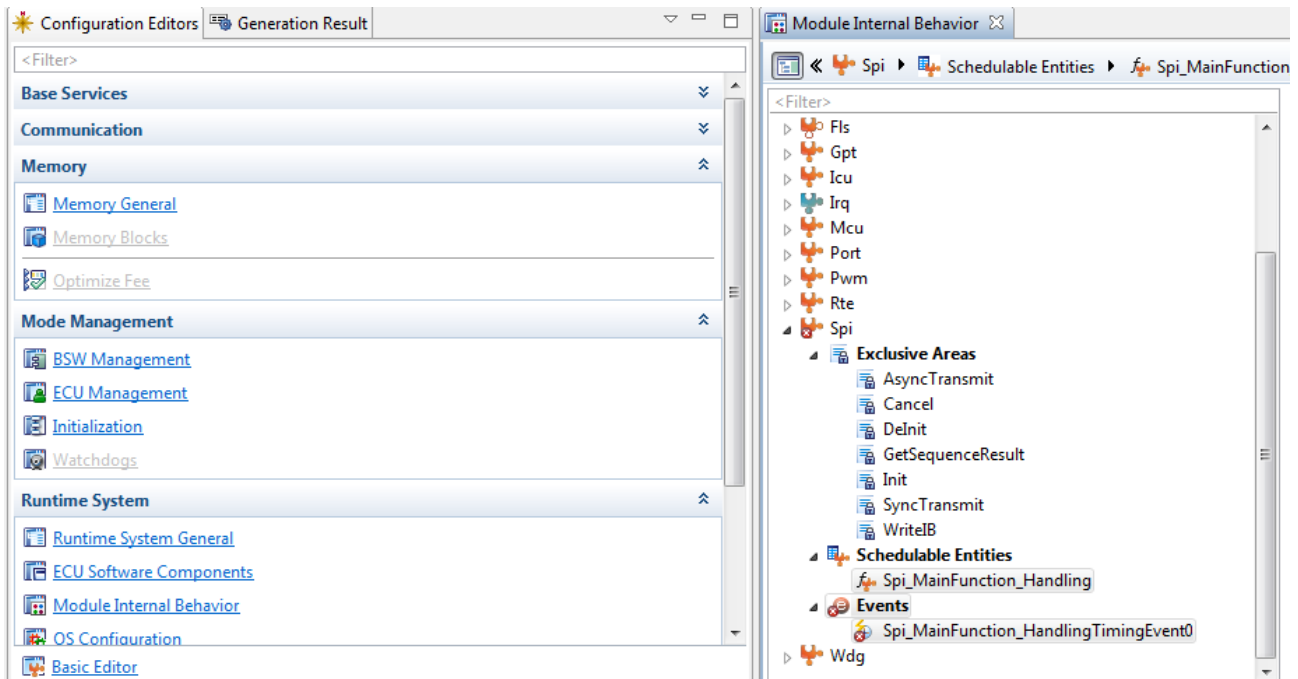 Configuration Editors
Generation Result
<Filter>
Base Services
Communication
Memory
Memory General
Memory Blocks
Optimize Fee
Mode Management
BSW Management
ECU Management
Initialization
Watchdogs
Runtime System
Runtime System General
ECU Software Components
Module Internal Behavior
OS Configuration
Basic Editor
Module Internal Behavior
Spi Schedulable Entities Spi_MainFunction
<Filter>
Fls
Gpt
Icu
Irq
Mcu
Port
Pwm
Rte
Spi
Exclusive Areas
AsyncTransmit
Cancel
DeInit
GetSequenceResult
Init
SyncTransmit
WriteIB
Schedulable Entities
Spi_MainFunction_Handling
Events
Spi_MainFunction_HandlingTimingEvent0
Wdg